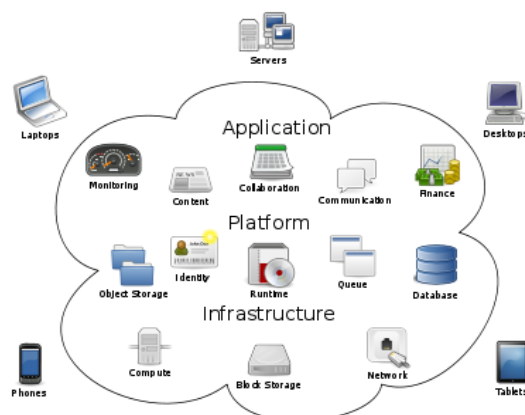 Servers
Laptops
Desktops
Application
Monitoring
Content
Collaboration
Communication
Finance
Platform
Object Storage
Identity
Runtime
Queue
Database
Infrastructure
Compute
Block Storage
Network
Phones
Tablets